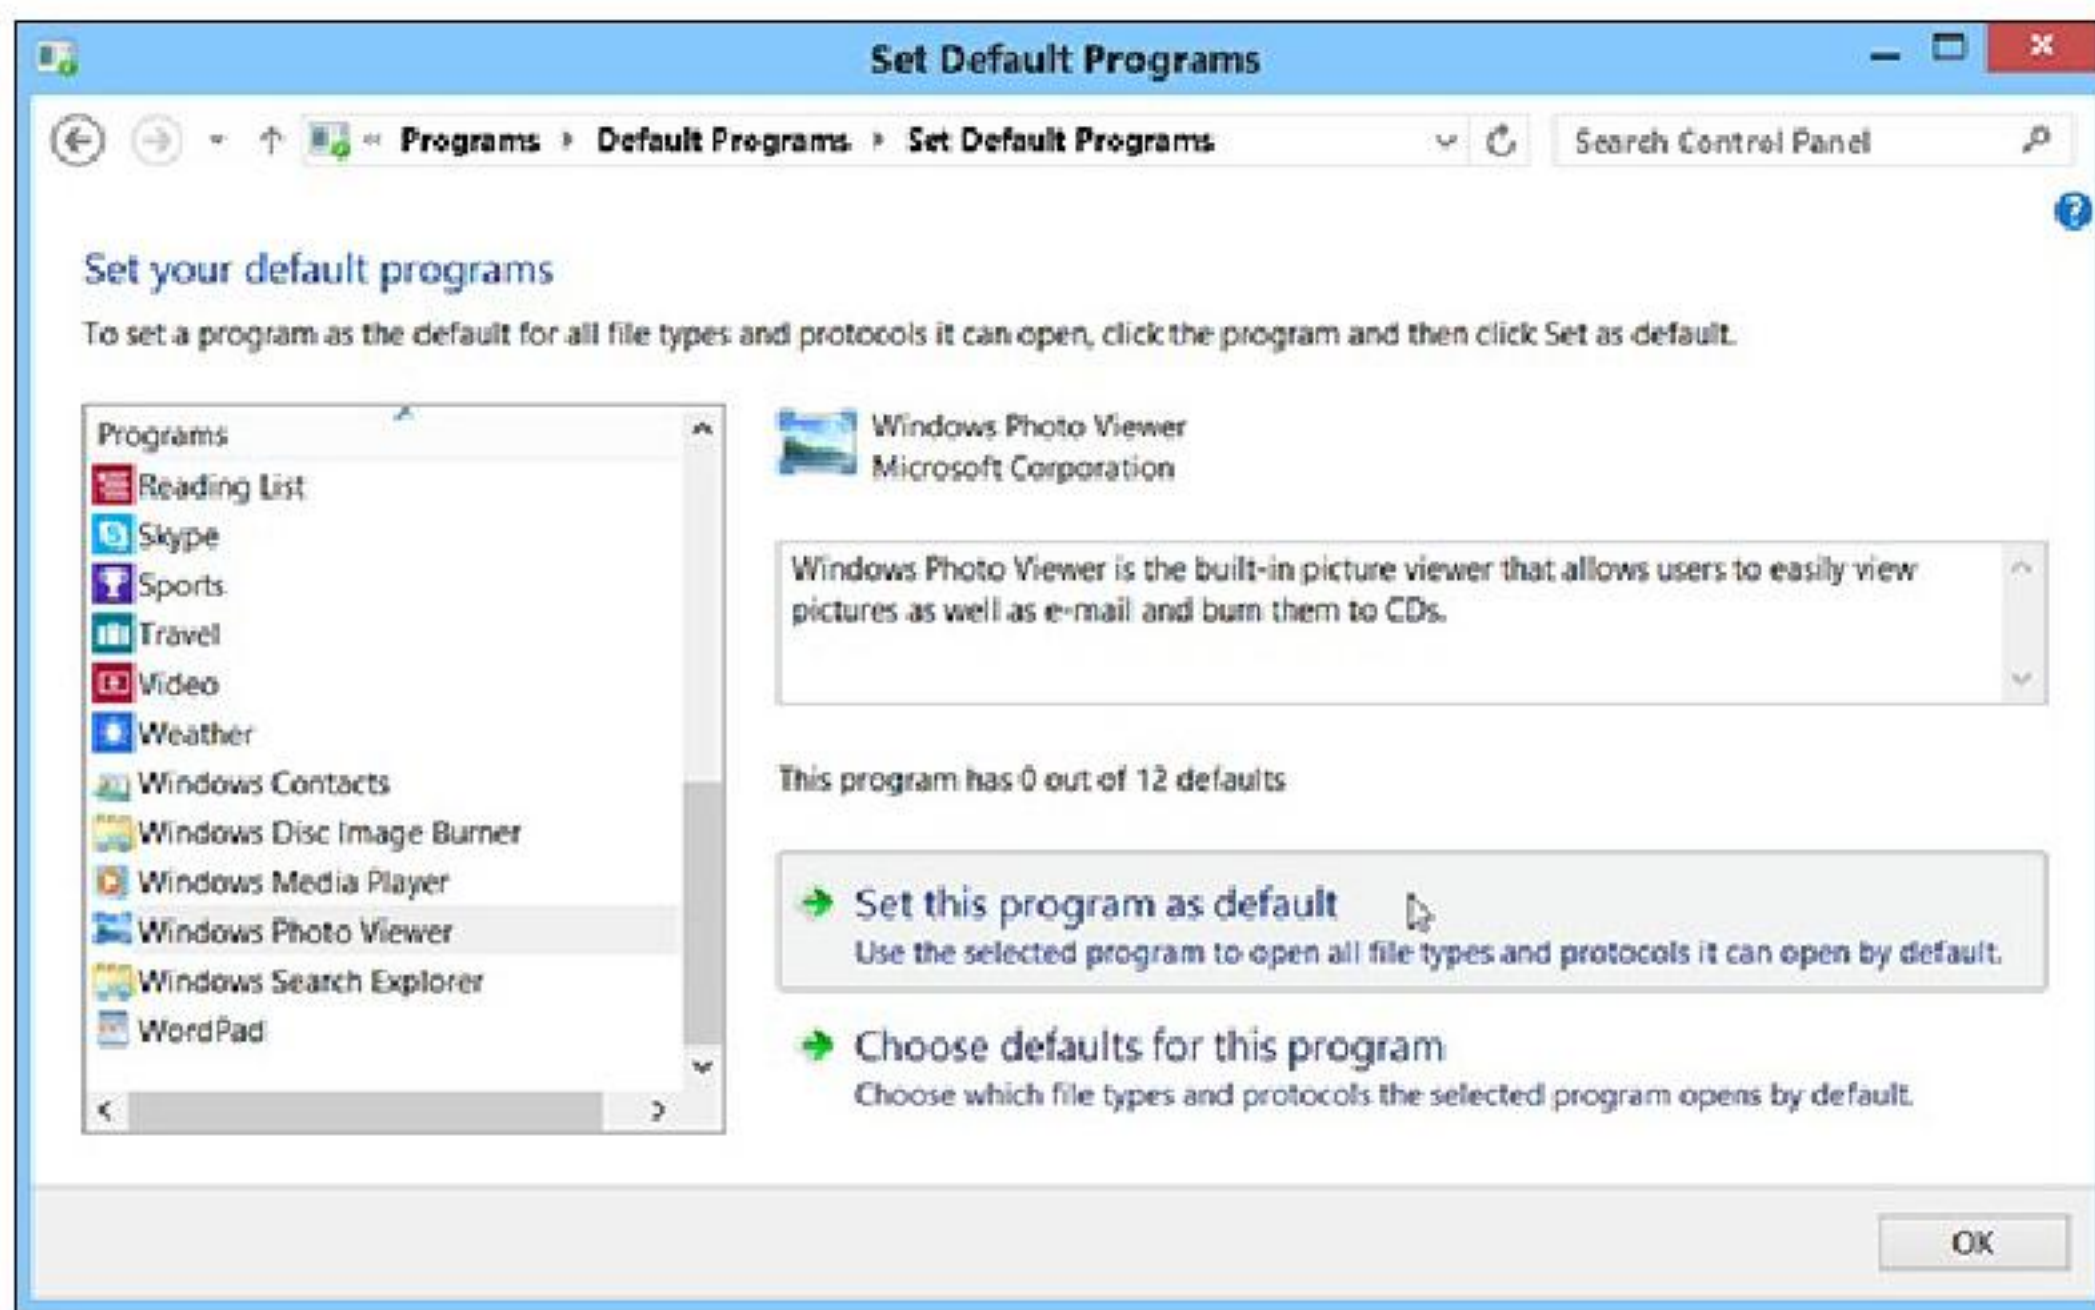 Set Default Programs
Programs Default Programs Set Default Programs
Search Control Panel
Set your default programs
To set a program as the default for all file types and protocols it can open, click the program and then click Set as default.
Programs
Reading List
Skype
Sports
Travel
Video
Weather
Windows Contacts
Windows Disc Image Burner
Windows Media Player
Windows Photo Viewer
Windows Search Explorer
WordPad
Windows Photo Viewer
Microsoft Corporation
Windows Photo Viewer is the built-in picture viewer that allows users to easily view
pictures as well as e-mail and burn them to CDs.
This program has 0 out of 12 defaults
Set this program as default
Use the selected program to open all file types and protocols it can open by default.
Choose defaults for this program
Choose which file types and protocols the selected program opens by default.
OK